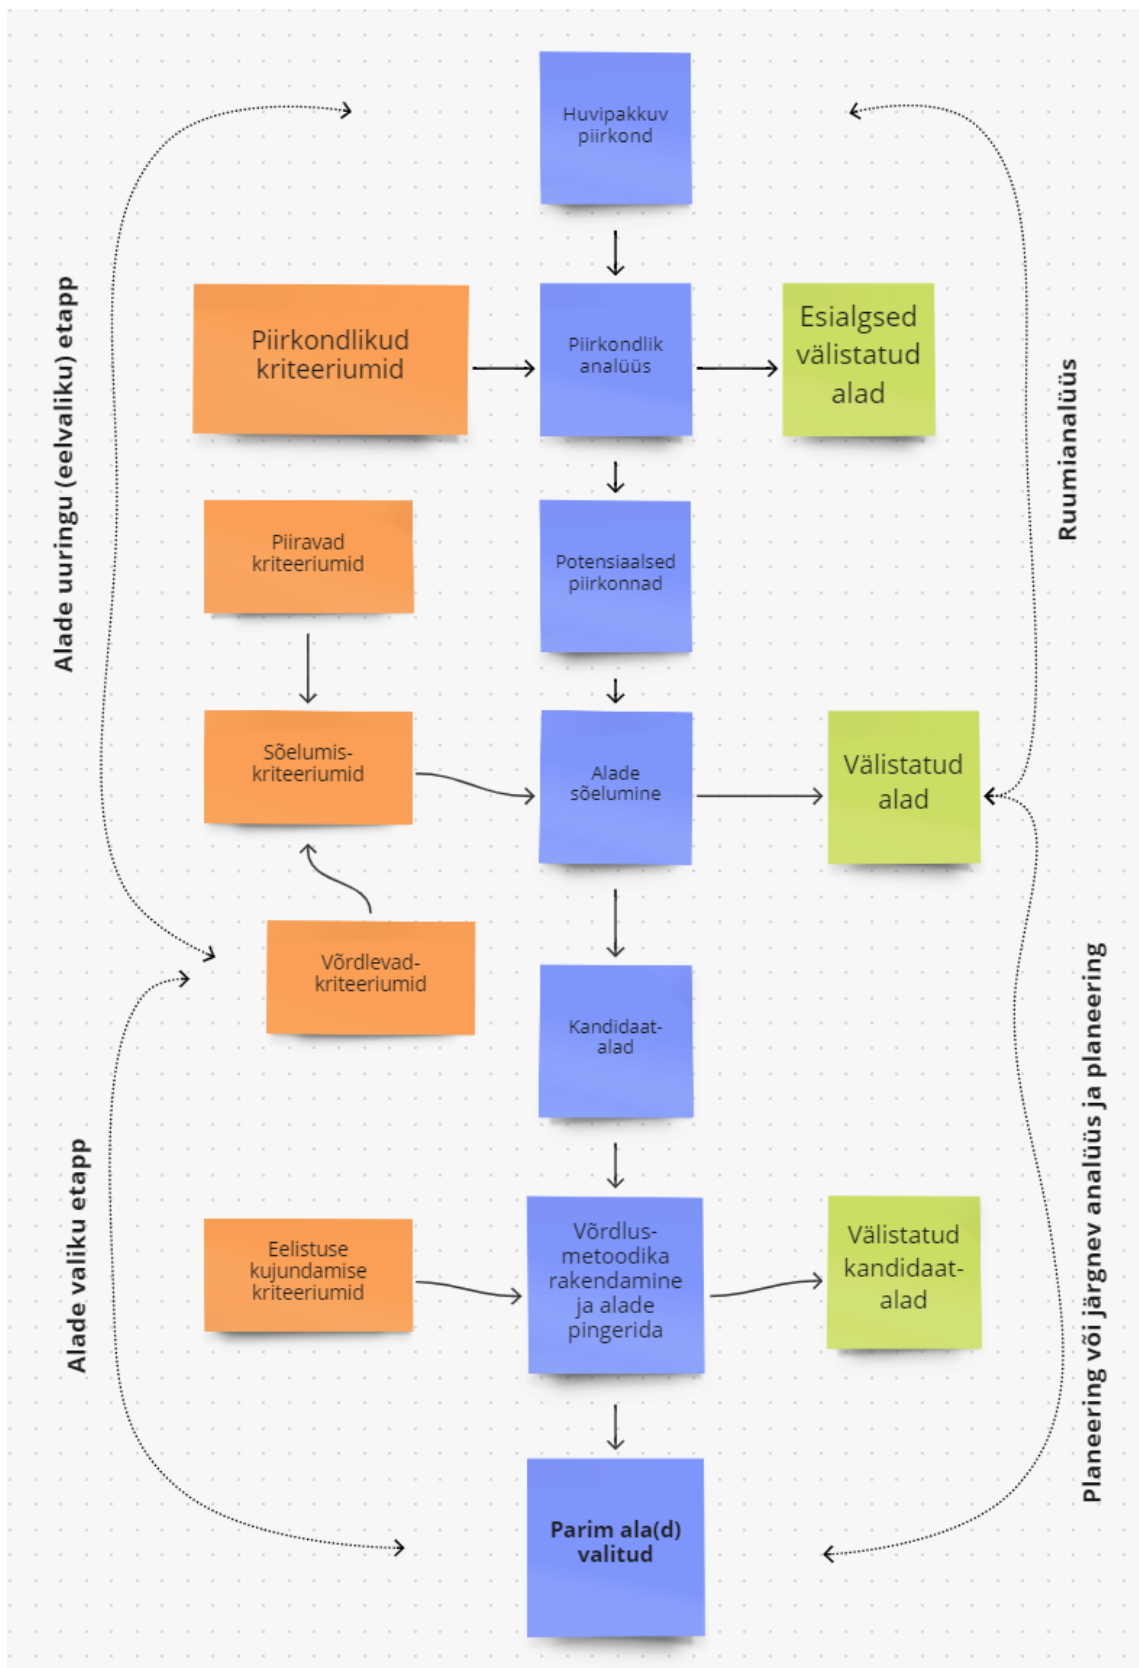 Huvipakkuv
piirkond
Piirkondlikud
kriteeriumid
Piirkondlik
analüüs
Esialgsed
välistatud
alad
Alade uuringu (eelvaliku) etapp
Ruumianalüüs
Piiravad
kriteeriumid
Potensiaalsed
piirkonnad
Sõelumis-
kriteeriumid
Alade
sõelumine
Välistatud
alad
Võrdlevad-
kriteeriumid
Kandidaat-
alad
Alade valiku etapp
Planeering või järgnev analüüs ja planeering
Eelistuse
kujundamise
kriteeriumid
Võrdlus-
metoodika
rakendamine
ja alade
pingerida
Välistatud
kandidaat-
alad
Parim ala(d)
valitud